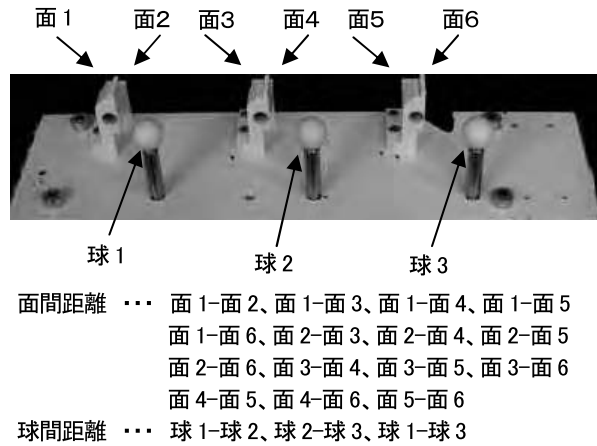 面1 面2 面3 面4 面5 面6
球1 球2 球3
面間距離 ･･･ 面1-面2、面1-面3、面1-面4、面1-面5
面1-面6、面2-面3、面2-面4、面2-面5
面2-面6、面3-面4、面3-面5、面3-面6
面4-面5、面4-面6、面5-面6
球間距離 ･･･ 球1-球2、球2-球3、球1-球3